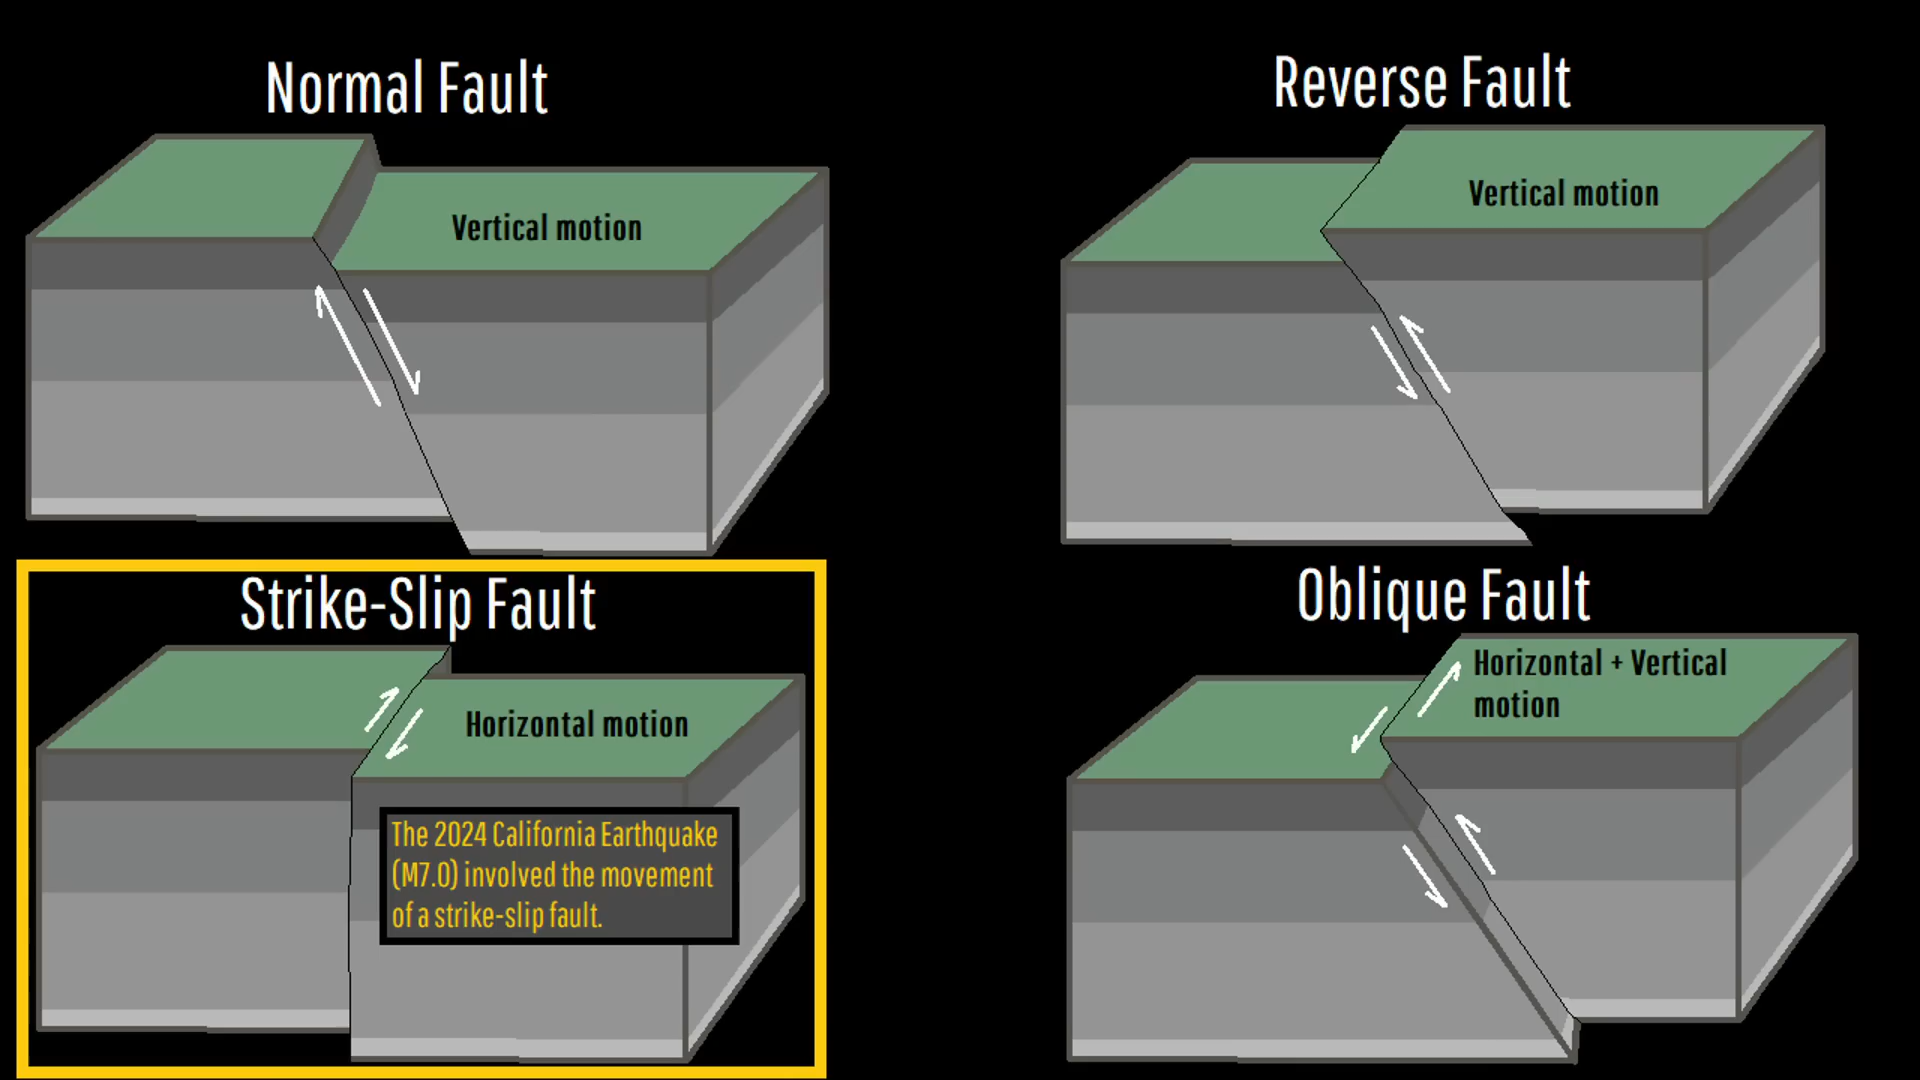 Normal Fault
Vertical motion
Reverse Fault
Vertical motion
Strike-Slip Fault
Horizontal motion
The 2024 California Earthquake
(M7.0) involved the movement
of a strike-slip fault.
Oblique Fault
Horizontal + Vertical
motion